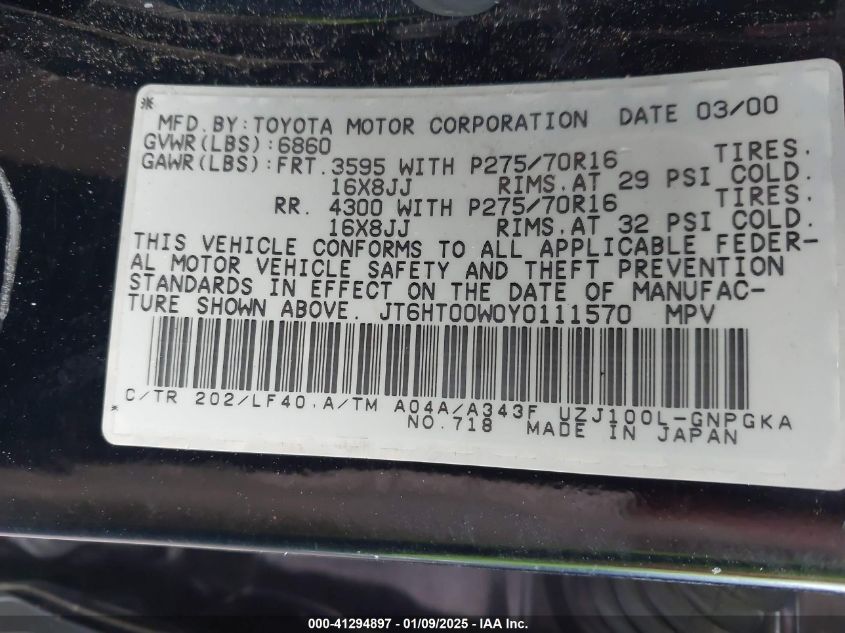 *
MFD.BY:TOYOTA MOTOR CORPORATION DATE 03/00
GVWR(LBS):6860
GAWR(LBS):FRT. 3595 WITH P275/70R16 TIRES.
16X8JJ RIMS.AT 29 PSI COLD.
RR. 4300 WITH P275/70R16 TIRES.
16X8JJ RIMS.AT 32 PSI COLD.
THIS VEHICLE CONFORMS TO ALL APPLICABLE FEDER-
AL MOTOR VEHICLE SAFETY AND THEFT PREVENTION
STANDARDS IN EFFECT ON THE DATE OF MANUFAC-
TURE SHOWN ABOVE. JT6HT00W0Y0111570 MPV
C/TR 202/LF40.A/TM A04A/A343F UZJ100L-GNPGKA
* NO.718 MADE IN JAPAN
000-41294897 | 01/09/2025 | IAA Holdings, LLC & IAA, Inc.